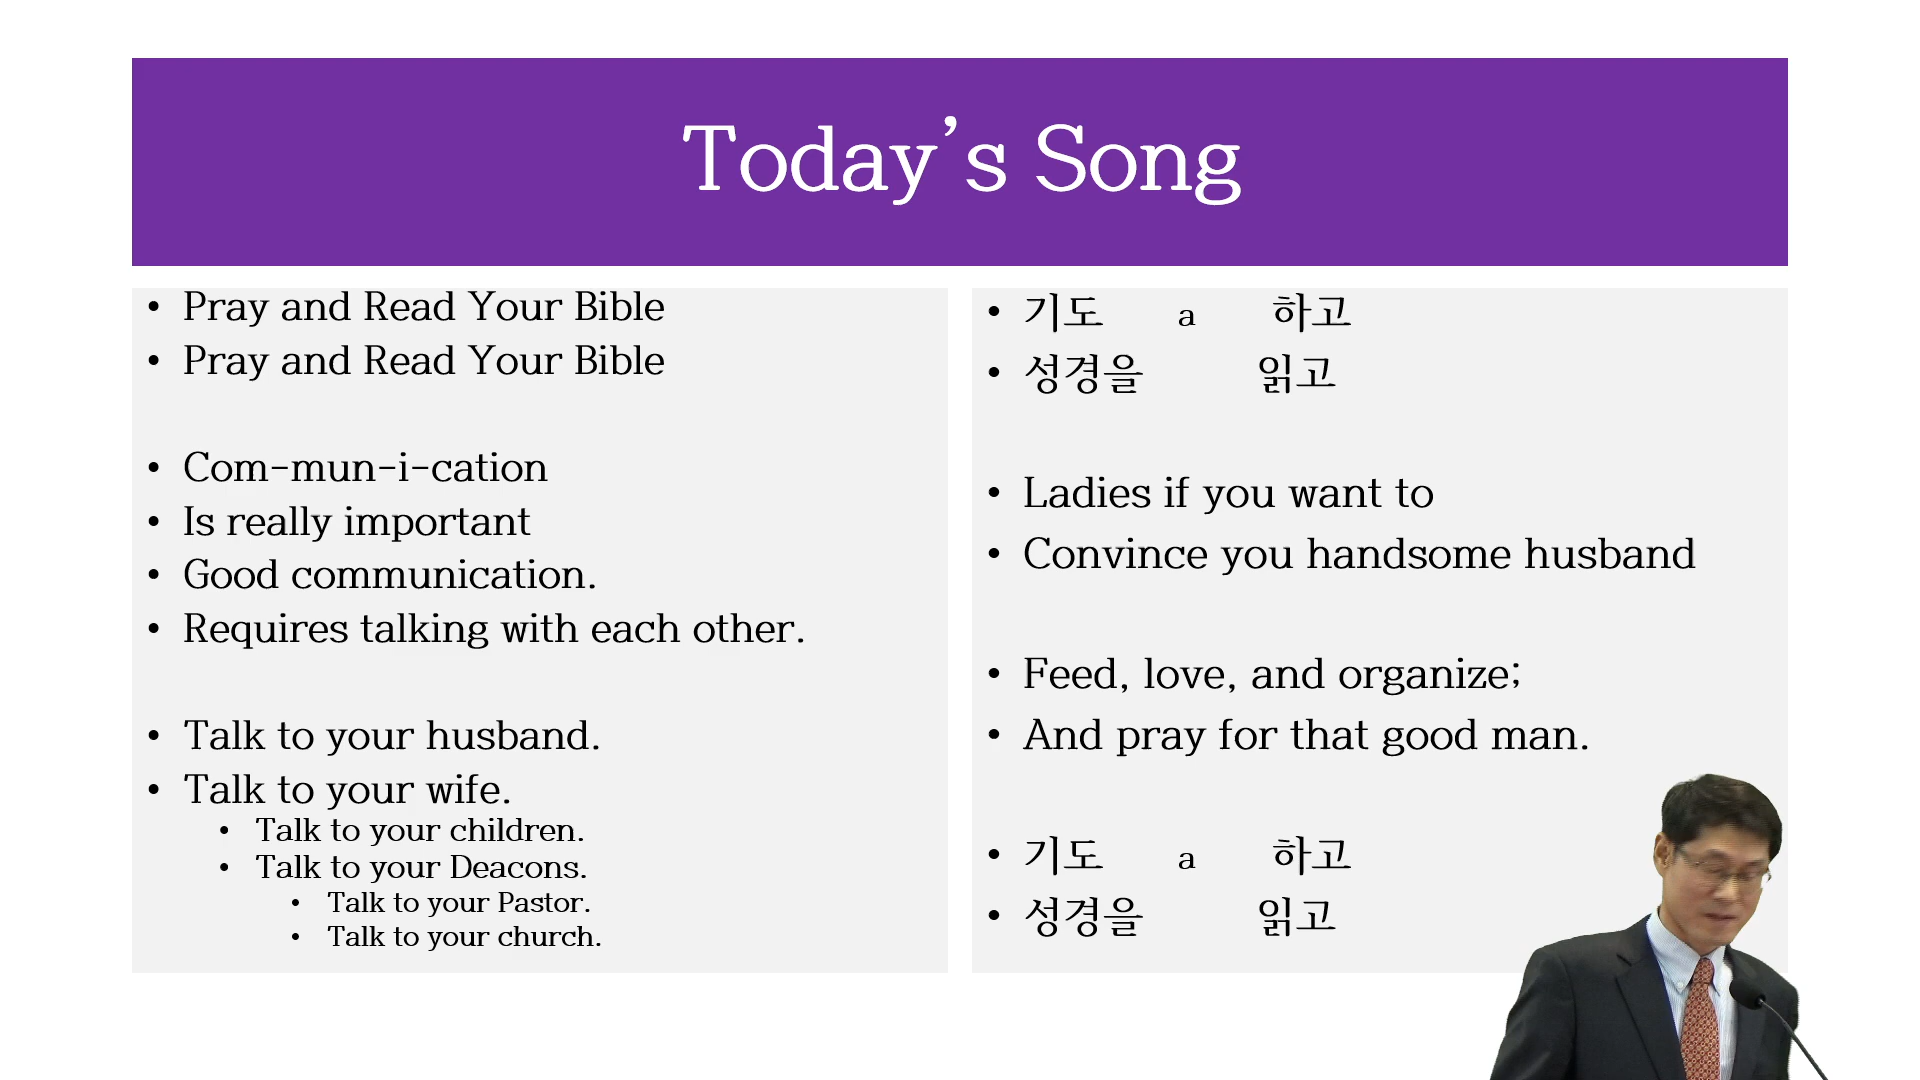 Today’s Song
• Pray and Read Your Bible
• Pray and Read Your Bible
• Com-mun-i-cation
• Is really important
• Good communication.
• Requires talking with each other.
• Talk to your husband.
• Talk to your wife.
• Talk to your children.
• Talk to your Deacons.
• Talk to your Pastor.
• Talk to your church.
• 기도 a 하고
• 성경을 읽고
• Ladies if you want to
• Convince you handsome husband
• Feed, love, and organize;
• And pray for that good man.
• 기도 a 하고
• 성경을 읽고